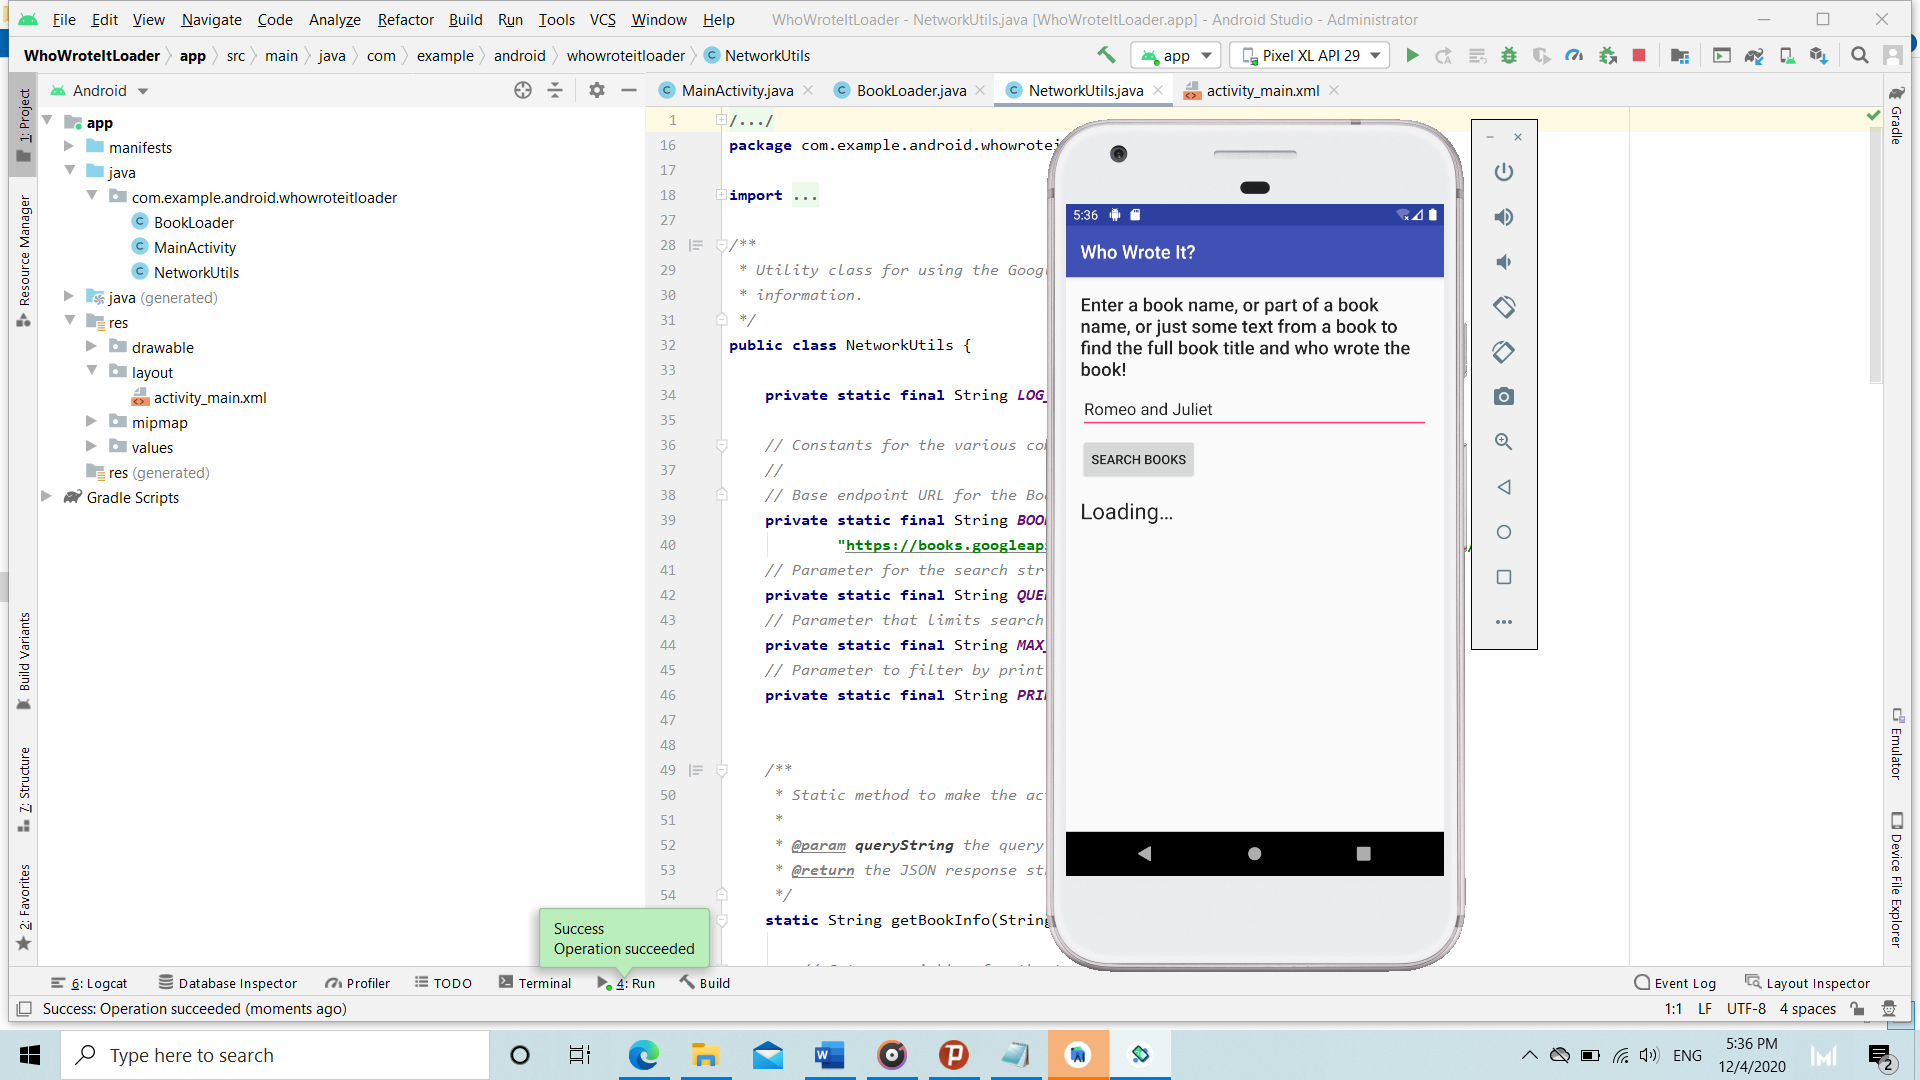 File Edit View Navigate Code Analyze Refactor Build Run Tools VCS Window Help WhoWroteItLoader - NetworkUtils.java [WhoWroteItLoader.app] - Android Studio - Administrator
WhoWroteItLoader app src main java com example android whowroteitloader NetworkUtils app Pixel XL API 29
Android
MainActivity.java BookLoader.java NetworkUtils.java activity_main.xml
1: Project
Resource Manager
Build Variants
7: Structure
2: Favorites
app
manifests
java
com.example.android.whowroteitloader
BookLoader
MainActivity
NetworkUtils
java (generated)
res
drawable
layout
activity_main.xml
mipmap
values
res (generated)
Gradle Scripts
1 /.../
16 package com.example.android.whowrotei
17
18 import ...
27
28 /**
29 * Utility class for using the Goog
30 * information.
31 */
32 public class NetworkUtils {
33
34 private static final String LOG_
35
36 // Constants for the various co
37 //
38 // Base endpoint URL for the Bo
39 private static final String BOO
40 "https://books.googleap
41 // Parameter for the search str
42 private static final String QUE
43 // Parameter that limits search
44 private static final String MAX_
45 // Parameter to filter by print
46 private static final String PRI
47
48
49 /**
50 * Static method to make the ac
51 *
52 * @param queryString the query
53 * @return the JSON response st
54 */
static String getBookInfo(String
5:36
Who Wrote It?
Enter a book name, or part of a book
name, or just some text from a book to
find the full book title and who wrote the
book!
Romeo and Juliet
SEARCH BOOKS
Loading...
Gradle
Emulator
Device File Explorer
Success
Operation succeeded
6: Logcat Database Inspector Profiler TODO Terminal 4: Run Build Event Log Layout Inspector
Success: Operation succeeded (moments ago) 1:1 LF UTF-8 4 spaces
Type here to search
ENG
5:36 PM
12/4/2020
2